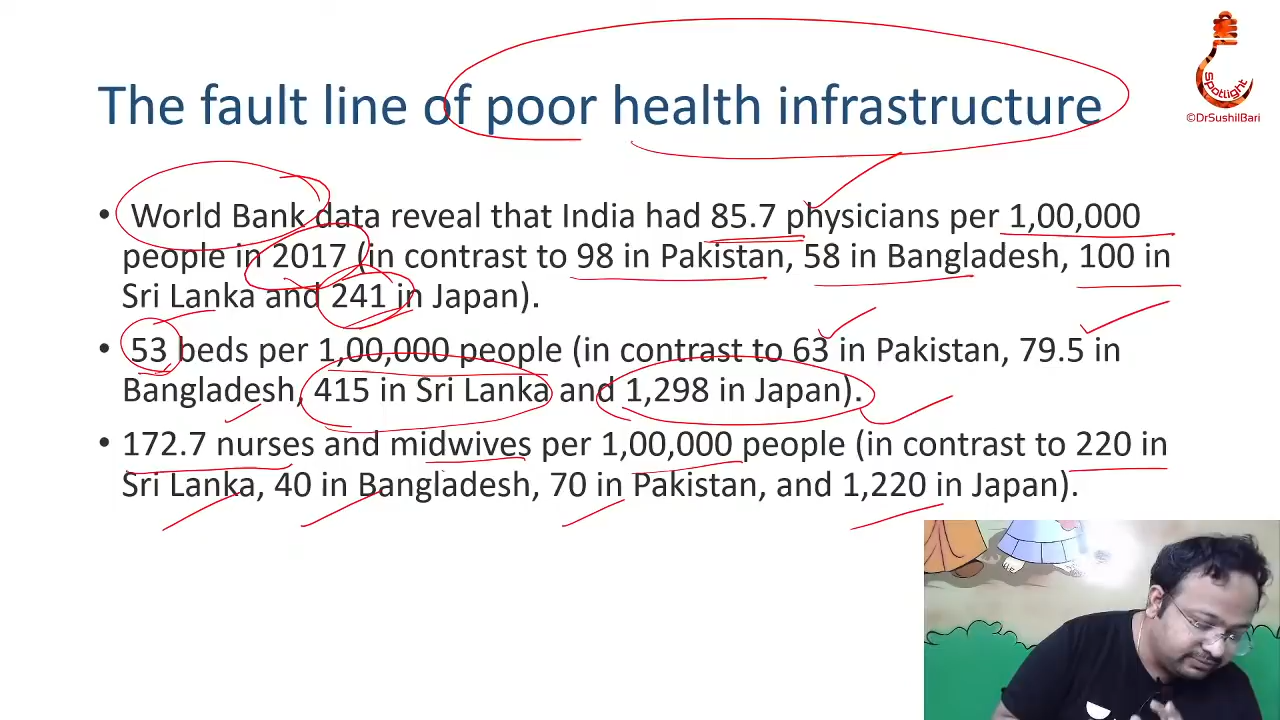 The fault line of poor health infrastructure
Spotlight
©DrSushilBari
• World Bank data reveal that India had 85.7 physicians per 1,00,000
people in 2017 (in contrast to 98 in Pakistan, 58 in Bangladesh, 100 in
Sri Lanka and 241 in Japan).
• 53 beds per 1,00,000 people (in contrast to 63 in Pakistan, 79.5 in
Bangladesh, 415 in Sri Lanka and 1,298 in Japan).
• 172.7 nurses and midwives per 1,00,000 people (in contrast to 220 in
Sri Lanka, 40 in Bangladesh, 70 in Pakistan, and 1,220 in Japan).